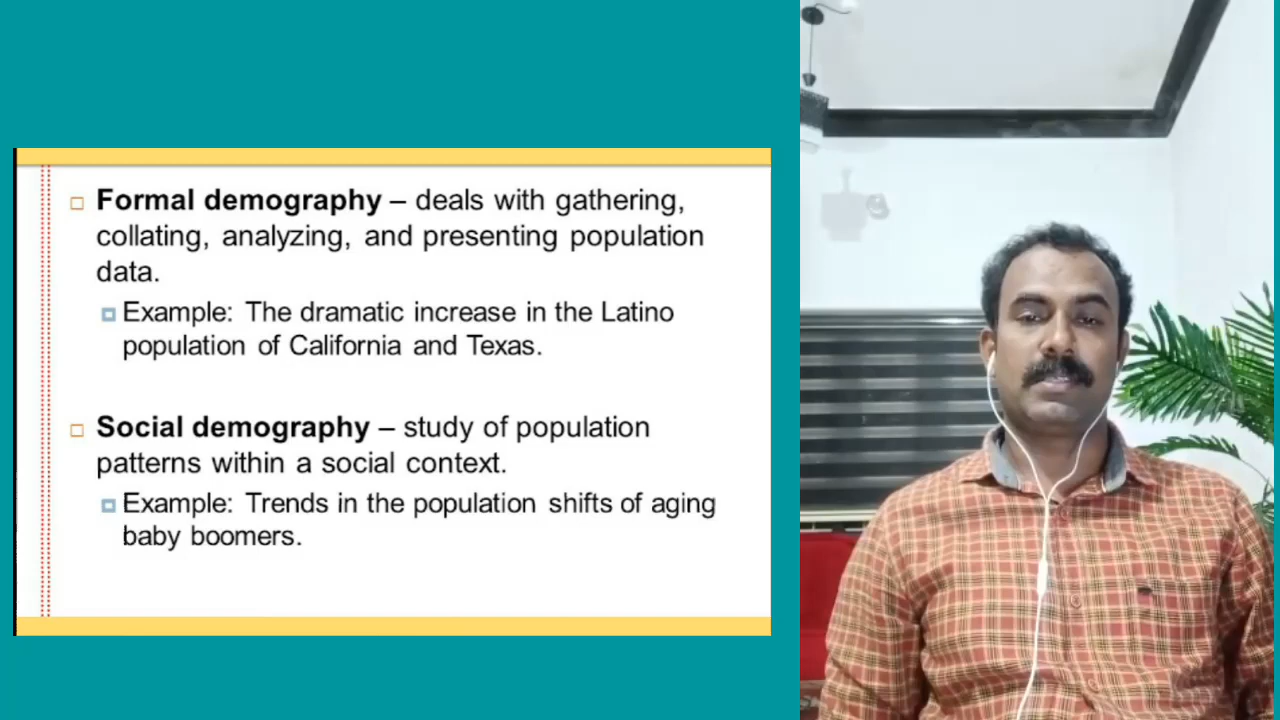 Formal demography – deals with gathering,
collating, analyzing, and presenting population
data.
Example: The dramatic increase in the Latino
population of California and Texas.
Social demography – study of population
patterns within a social context.
Example: Trends in the population shifts of aging
baby boomers.